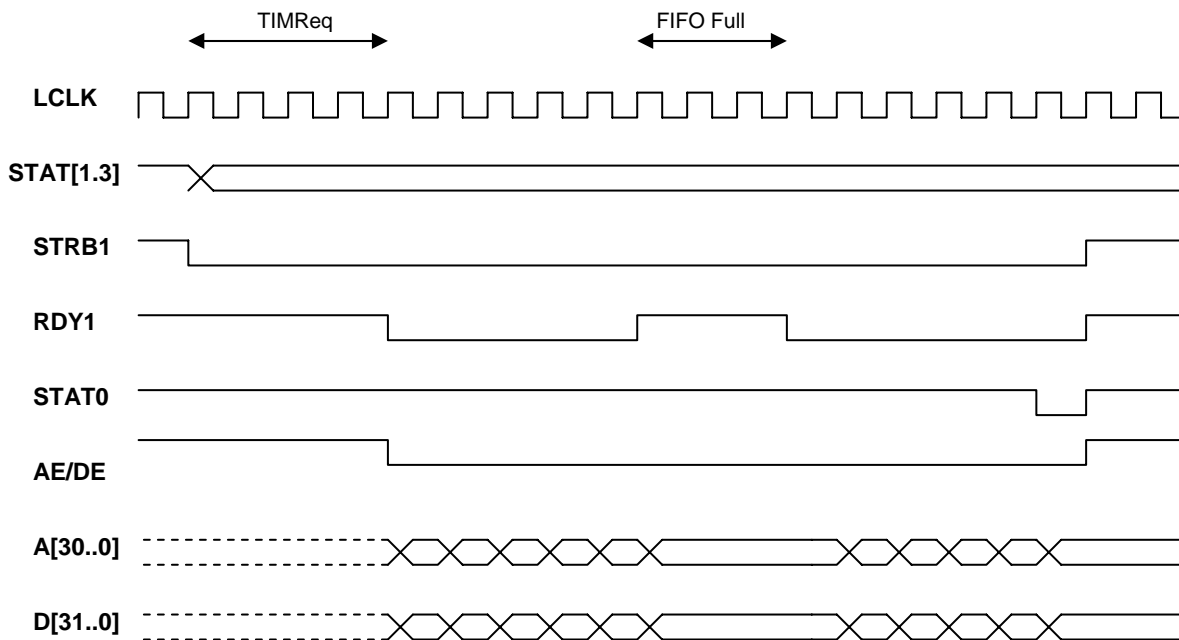 TIMReq
FIFO Full
LCLK
STAT[1.3]
STRB1
RDY1
STAT0
AE/DE
A[30..0]
D[31..0]